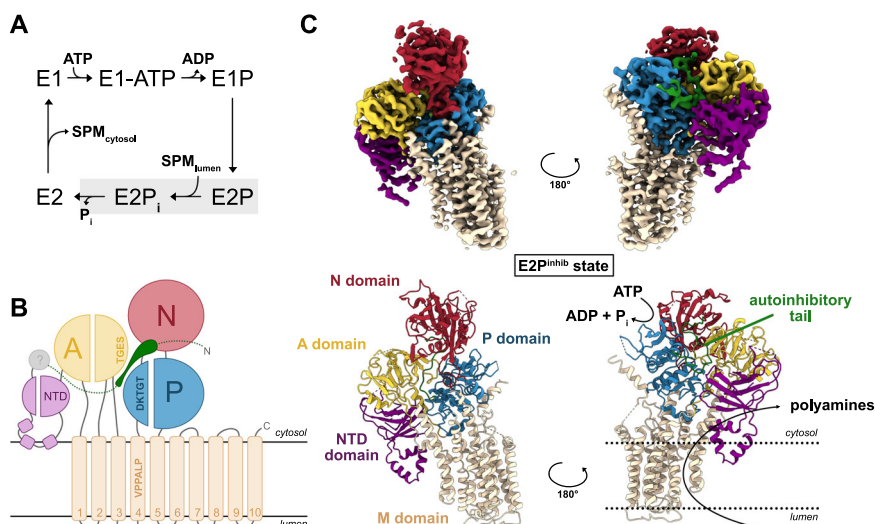 A
ATP
ADP
E1
E1-ATP
E1P
SPMcytosol
SPMlumen
E2
E2Pi
E2P
Pi
B
N
A
TGES
N
?
NTD
DKTGT
P
C
cytosol
VPPALP
1 2 3 4 5 6 7 8 9 10
lumen
C
180°
E2Pinhib state
N domain
A domain
P domain
NTD domain
M domain
180°
ATP
ADP + Pi
autoinhibitory
tail
polyamines
cytosol
lumen